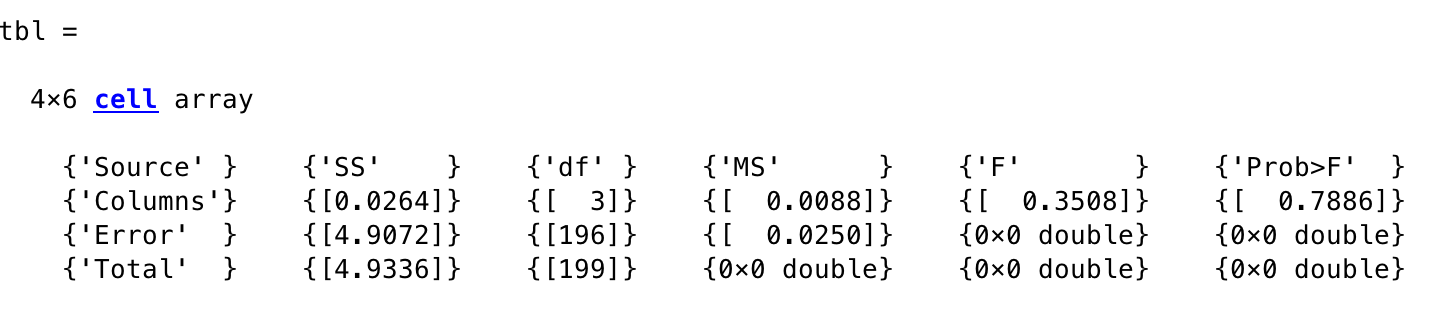 tbl =
4×6 cell array
{'Source' } {'SS' } {'df' } {'MS' } {'F' } {'Prob>F' }
{'Columns'} {[0.0264]} {[ 3]} {[ 0.0088]} {[ 0.3508]} {[ 0.7886]}
{'Error' } {[4.9072]} {[196]} {[ 0.0250]} {0×0 double} {0×0 double}
{'Total' } {[4.9336]} {[199]} {0×0 double} {0×0 double} {0×0 double}